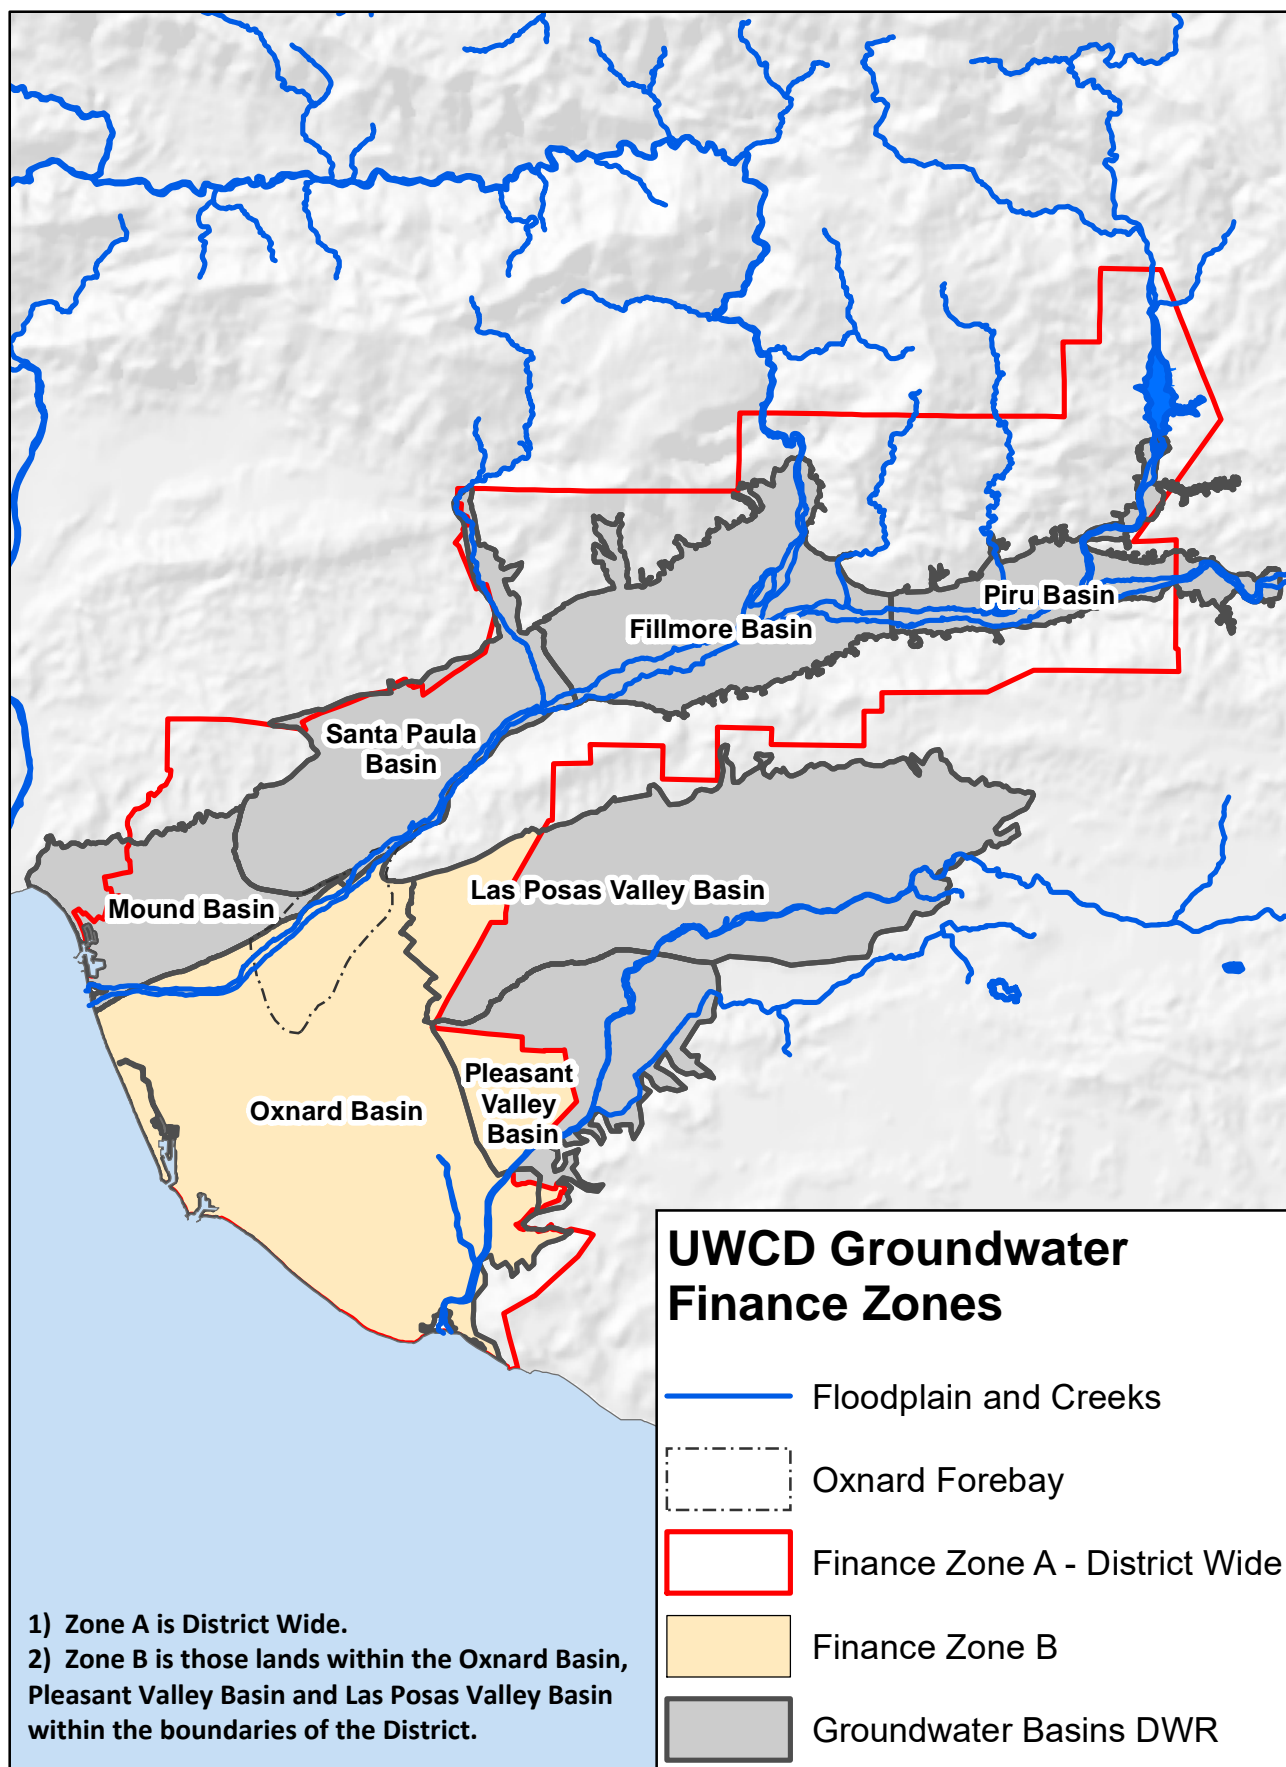 Piru Basin
Fillmore Basin
Santa Paula
Basin
Las Posas Valley Basin
Mound Basin
Pleasant
Valley
Basin
Oxnard Basin
UWCD Groundwater
Finance Zones
Floodplain and Creeks
Oxnard Forebay
Finance Zone A - District Wide
Finance Zone B
Groundwater Basins DWR
1) Zone A is District Wide.
2) Zone B is those lands within the Oxnard Basin,
Pleasant Valley Basin and Las Posas Valley Basin
within the boundaries of the District.